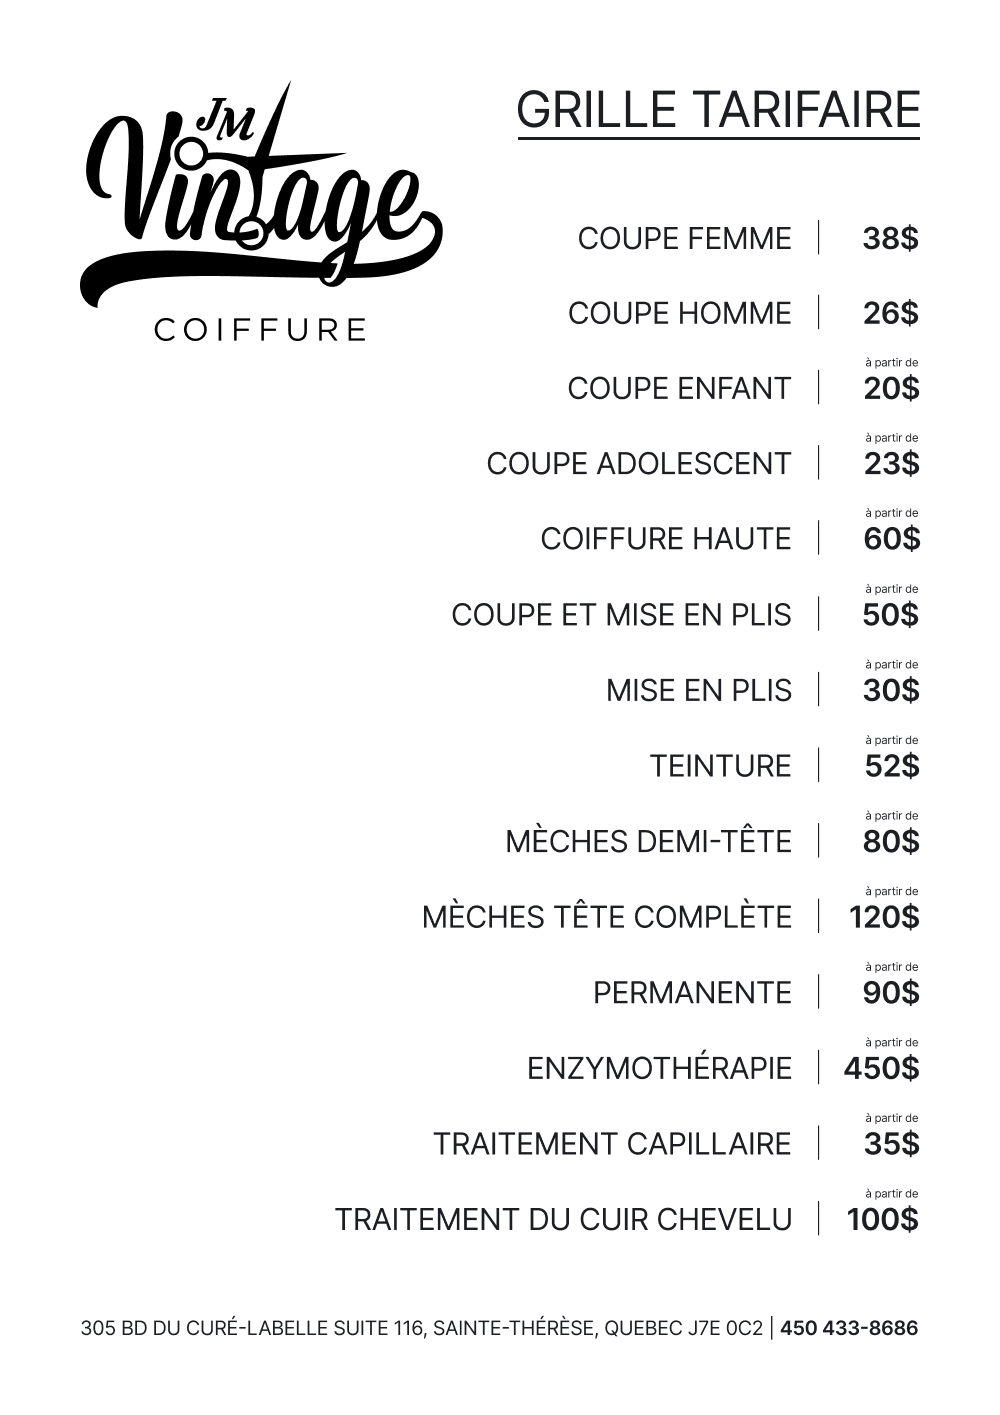 JM
Vintage
COIFFURE
GRILLE TARIFAIRE
COUPE FEMME | 38$
COUPE HOMME | 26$
à partir de
COUPE ENFANT | 20$
à partir de
COUPE ADOLESCENT | 23$
à partir de
COIFFURE HAUTE | 60$
à partir de
COUPE ET MISE EN PLIS | 50$
à partir de
MISE EN PLIS | 30$
à partir de
TEINTURE | 52$
à partir de
MÈCHES DEMI-TÊTE | 80$
à partir de
MÈCHES TÊTE COMPLÈTE | 120$
à partir de
PERMANENTE | 90$
à partir de
ENZYMOTHÉRAPIE | 450$
à partir de
TRAITEMENT CAPILLAIRE | 35$
à partir de
TRAITEMENT DU CUIR CHEVELU | 100$
305 BD DU CURÉ-LABELLE SUITE 116, SAINTE-THÉRÈSE, QUEBEC J7E 0C2 | 450 433-8686